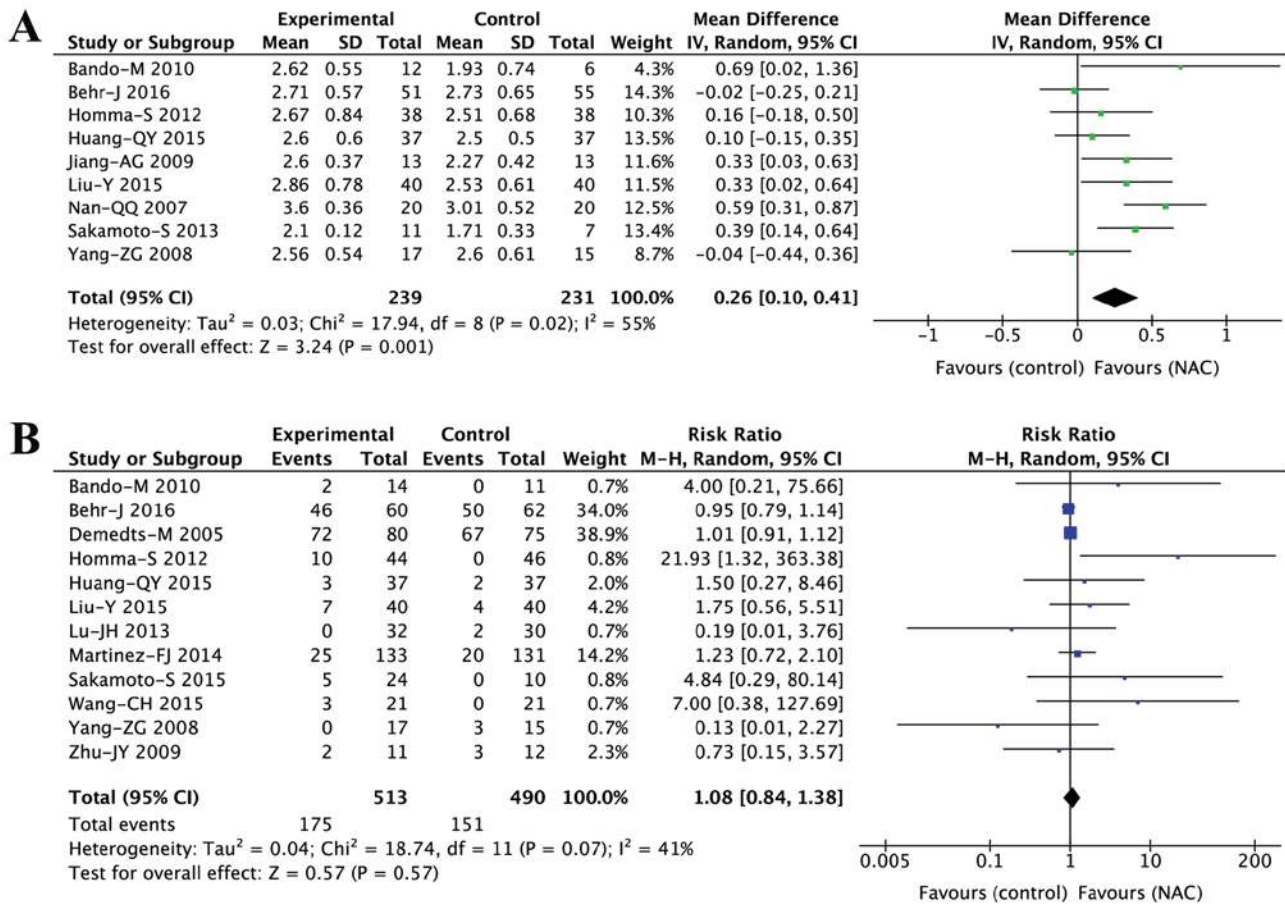 A
Experimental Control Mean Difference Mean Difference
Study or Subgroup Mean SD Total Mean SD Total Weight IV, Random, 95% CI IV, Random, 95% CI
Bando-M 2010 2.62 0.55 12 1.93 0.74 6 4.3% 0.69 [0.02, 1.36]
Behr-J 2016 2.71 0.57 51 2.73 0.65 55 14.3% -0.02 [-0.25, 0.21]
Homma-S 2012 2.67 0.84 38 2.51 0.68 38 10.3% 0.16 [-0.18, 0.50]
Huang-QY 2015 2.6 0.6 37 2.5 0.5 37 13.5% 0.10 [-0.15, 0.35]
Jiang-AG 2009 2.6 0.37 13 2.27 0.42 13 11.6% 0.33 [0.03, 0.63]
Liu-Y 2015 2.86 0.78 40 2.53 0.61 40 11.5% 0.33 [0.02, 0.64]
Nan-QQ 2007 3.6 0.36 20 3.01 0.52 20 12.5% 0.59 [0.31, 0.87]
Sakamoto-S 2013 2.1 0.12 11 1.71 0.33 7 13.4% 0.39 [0.14, 0.64]
Yang-ZG 2008 2.56 0.54 17 2.6 0.61 15 8.7% -0.04 [-0.44, 0.36]
Total (95% CI) 239 231 100.0% 0.26 [0.10, 0.41]
Heterogeneity: Tau² = 0.03; Chi² = 17.94, df = 8 (P = 0.02); I² = 55%
Test for overall effect: Z = 3.24 (P = 0.001)
-1 -0.5 0 0.5 1
Favours (control) Favours (NAC)
B
Experimental Control Risk Ratio Risk Ratio
Study or Subgroup Events Total Events Total Weight M-H, Random, 95% CI M-H, Random, 95% CI
Bando-M 2010 2 14 0 11 0.7% 4.00 [0.21, 75.66]
Behr-J 2016 46 60 50 62 34.0% 0.95 [0.79, 1.14]
Demedts-M 2005 72 80 67 75 38.9% 1.01 [0.91, 1.12]
Homma-S 2012 10 44 0 46 0.8% 21.93 [1.32, 363.38]
Huang-QY 2015 3 37 2 37 2.0% 1.50 [0.27, 8.46]
Liu-Y 2015 7 40 4 40 4.2% 1.75 [0.56, 5.51]
Lu-JH 2013 0 32 2 30 0.7% 0.19 [0.01, 3.76]
Martinez-FJ 2014 25 133 20 131 14.2% 1.23 [0.72, 2.10]
Sakamoto-S 2015 5 24 0 10 0.8% 4.84 [0.29, 80.14]
Wang-CH 2015 3 21 0 21 0.7% 7.00 [0.38, 127.69]
Yang-ZG 2008 0 17 3 15 0.7% 0.13 [0.01, 2.27]
Zhu-JY 2009 2 11 3 12 2.3% 0.73 [0.15, 3.57]
Total (95% CI) 513 490 100.0% 1.08 [0.84, 1.38]
Total events 175 151
Heterogeneity: Tau² = 0.04; Chi² = 18.74, df = 11 (P = 0.07); I² = 41%
Test for overall effect: Z = 0.57 (P = 0.57)
0.005 0.1 1 10 200
Favours (control) Favours (NAC)